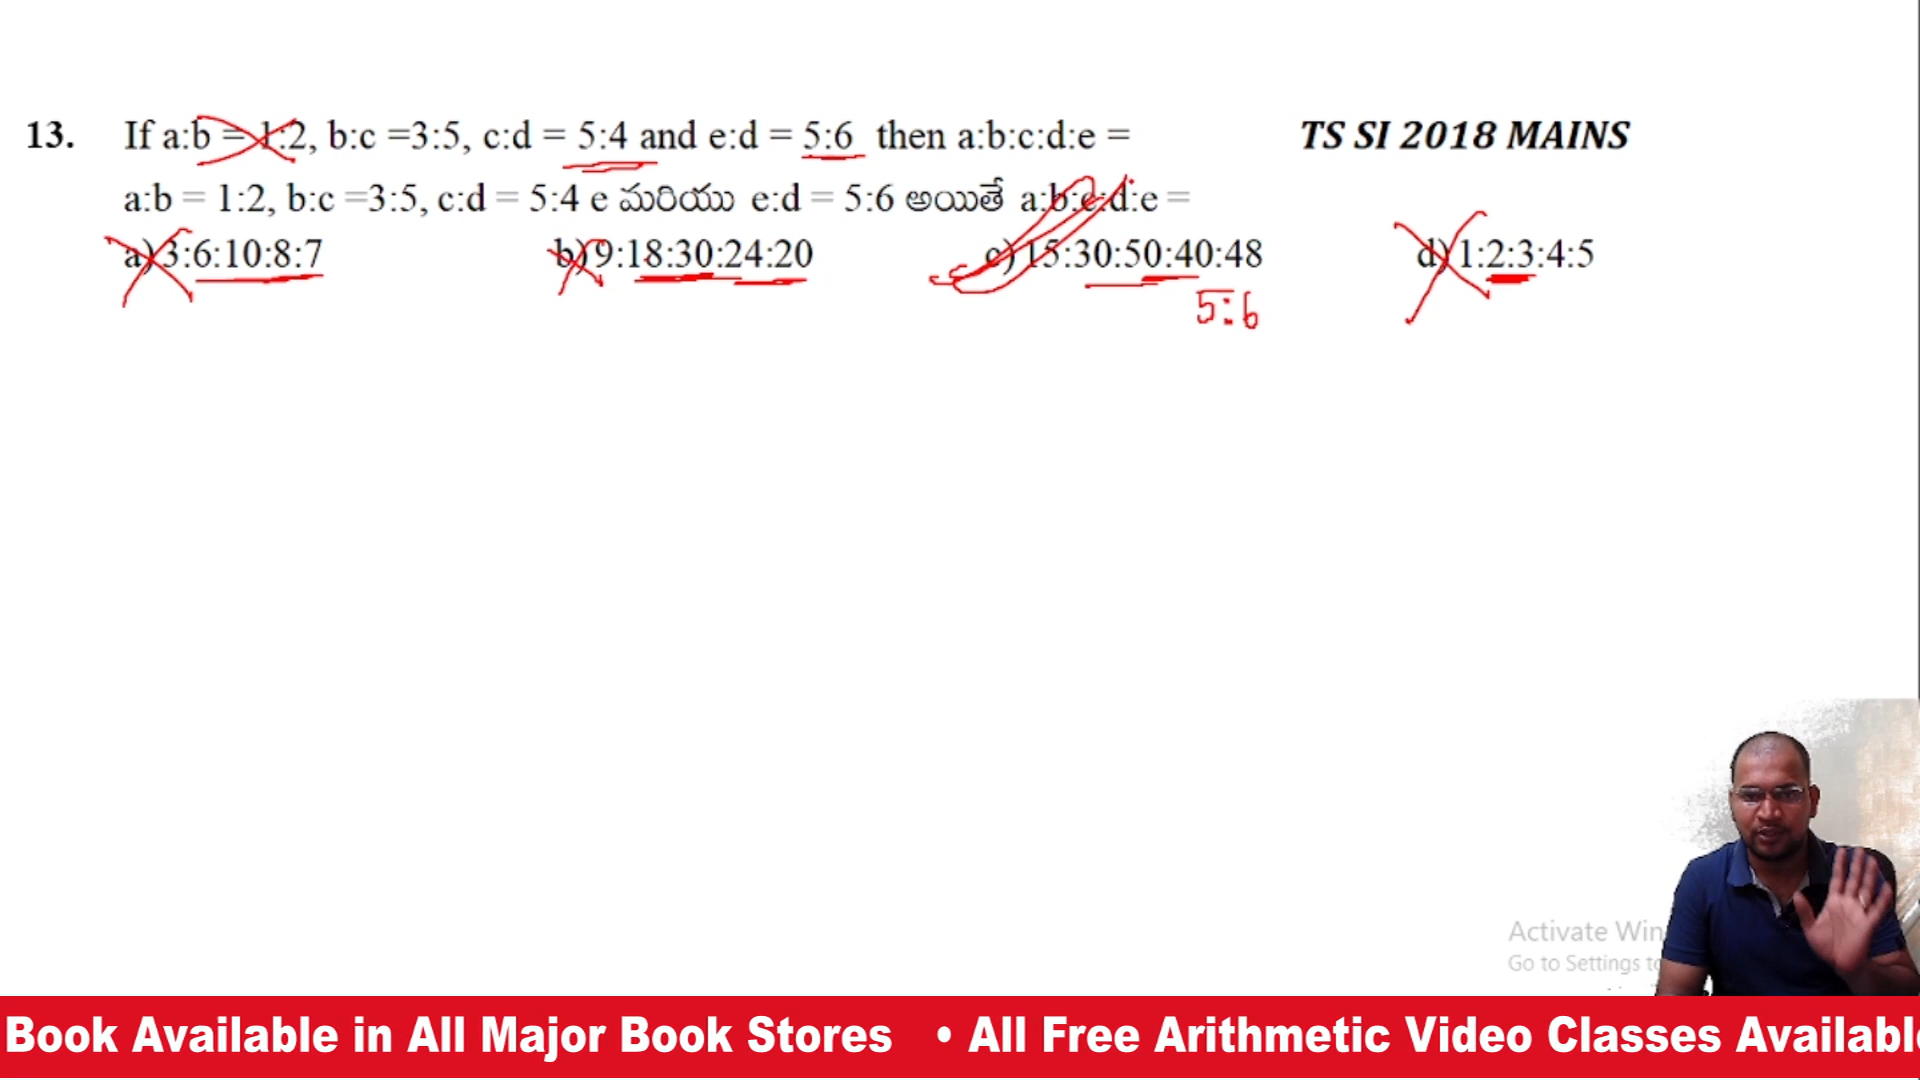 13. If a:b = 1:2, b:c =3:5, c:d = 5:4 and e:d = 5:6 then a:b:c:d:e = TS SI 2018 MAINS
a:b = 1:2, b:c =3:5, c:d = 5:4 e మరియు e:d = 5:6 అయితే a:b:c:d:e =
a) 3:6:10:8:7 b) 9:18:30:24:20 c) 15:30:50:40:48 d) 1:2:3:4:5
5:6
Activate Win
Go to Settings to
Book Available in All Major Book Stores • All Free Arithmetic Video Classes Available